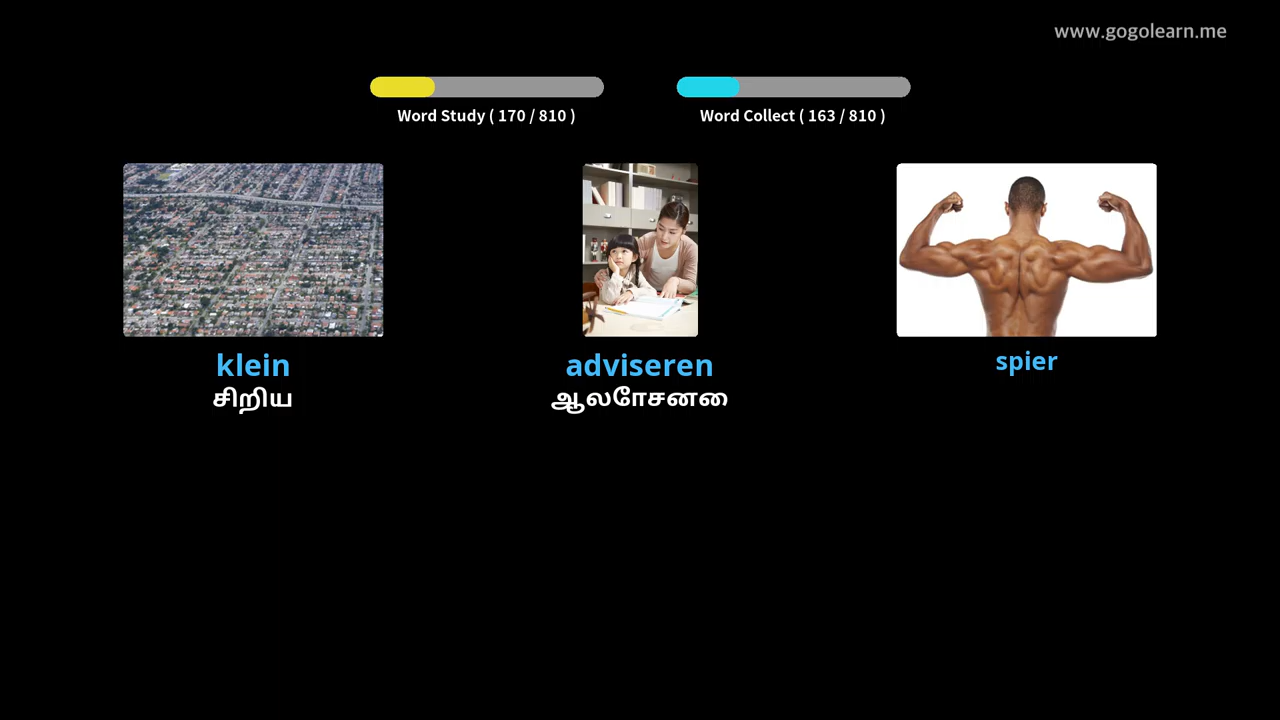 www.gogolearn.me
Word Study ( 170 / 810 )
Word Collect ( 163 / 810 )
klein
சிறிய
adviseren
ஆலோசனை
spier